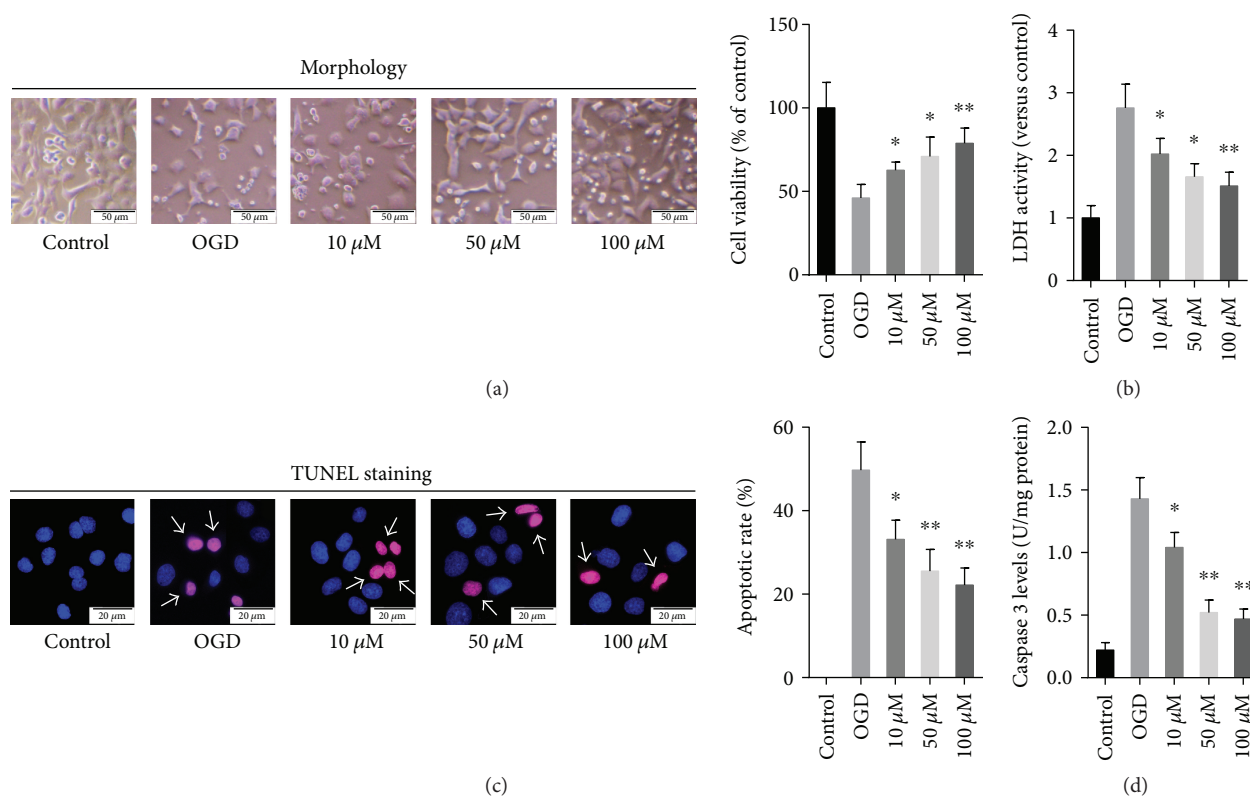 Morphology
50 μm
50 μm
50 μm
50 μm
50 μm
Control
OGD
10 μM
50 μM
100 μM
Cell viability (% of control)
150
100
50
0
*
*
**
Control
OGD
10 μM
50 μM
100 μM
(a)
LDH activity (versus control)
4
3
2
1
0
*
*
**
Control
OGD
10 μM
50 μM
100 μM
(b)
TUNEL staining
20 μm
20 μm
20 μm
20 μm
20 μm
Control
OGD
10 μM
50 μM
100 μM
Apoptotic rate (%)
60
40
20
0
*
**
**
Control
OGD
10 μM
50 μM
100 μM
(c)
Caspase 3 levels (U/mg protein)
2.0
1.5
1.0
0.5
0.0
*
**
**
Control
OGD
10 μM
50 μM
100 μM
(d)